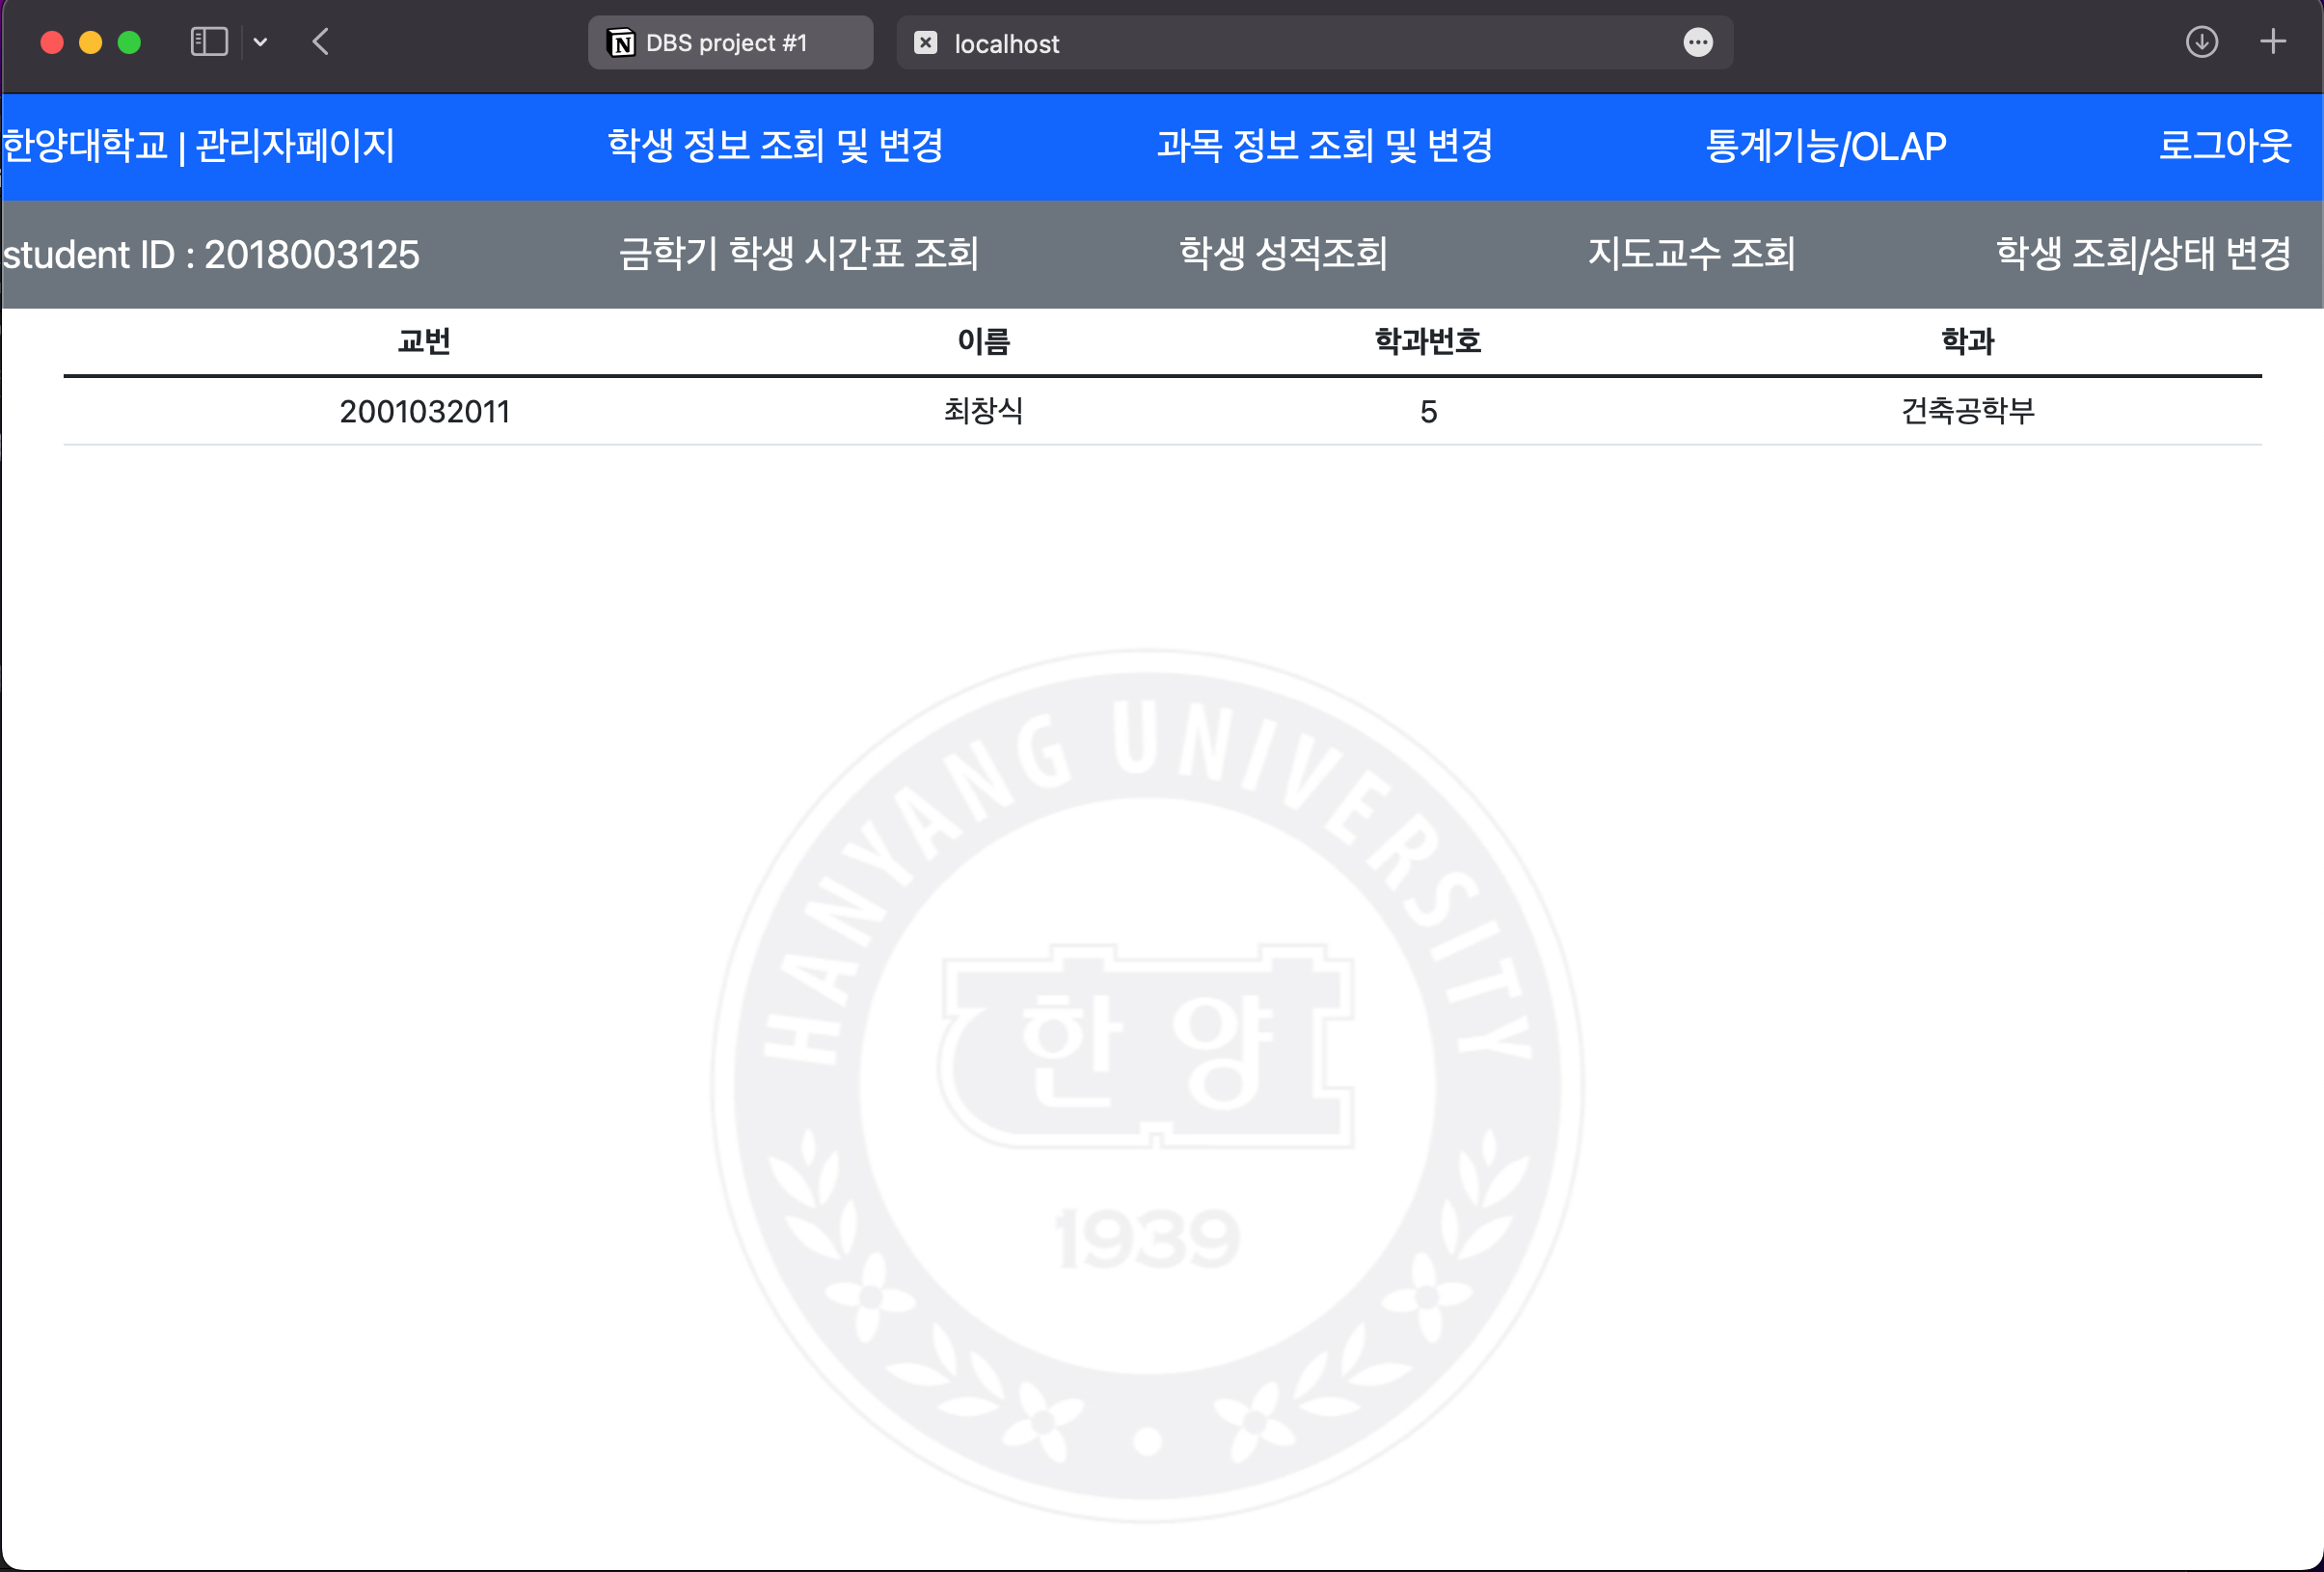 DBS project #1 localhost
한양대학교 | 관리자페이지 학생 정보 조회 및 변경 과목 정보 조회 및 변경 통계기능/OLAP 로그아웃
student ID : 2018003125 금학기 학생 시간표 조회 학생 성적조회 지도교수 조회 학생 조회/상태 변경
교번 이름 학과번호 학과
2001032011 최창식 5 건축공학부
HANYANG UNIVERSITY
한양
1939